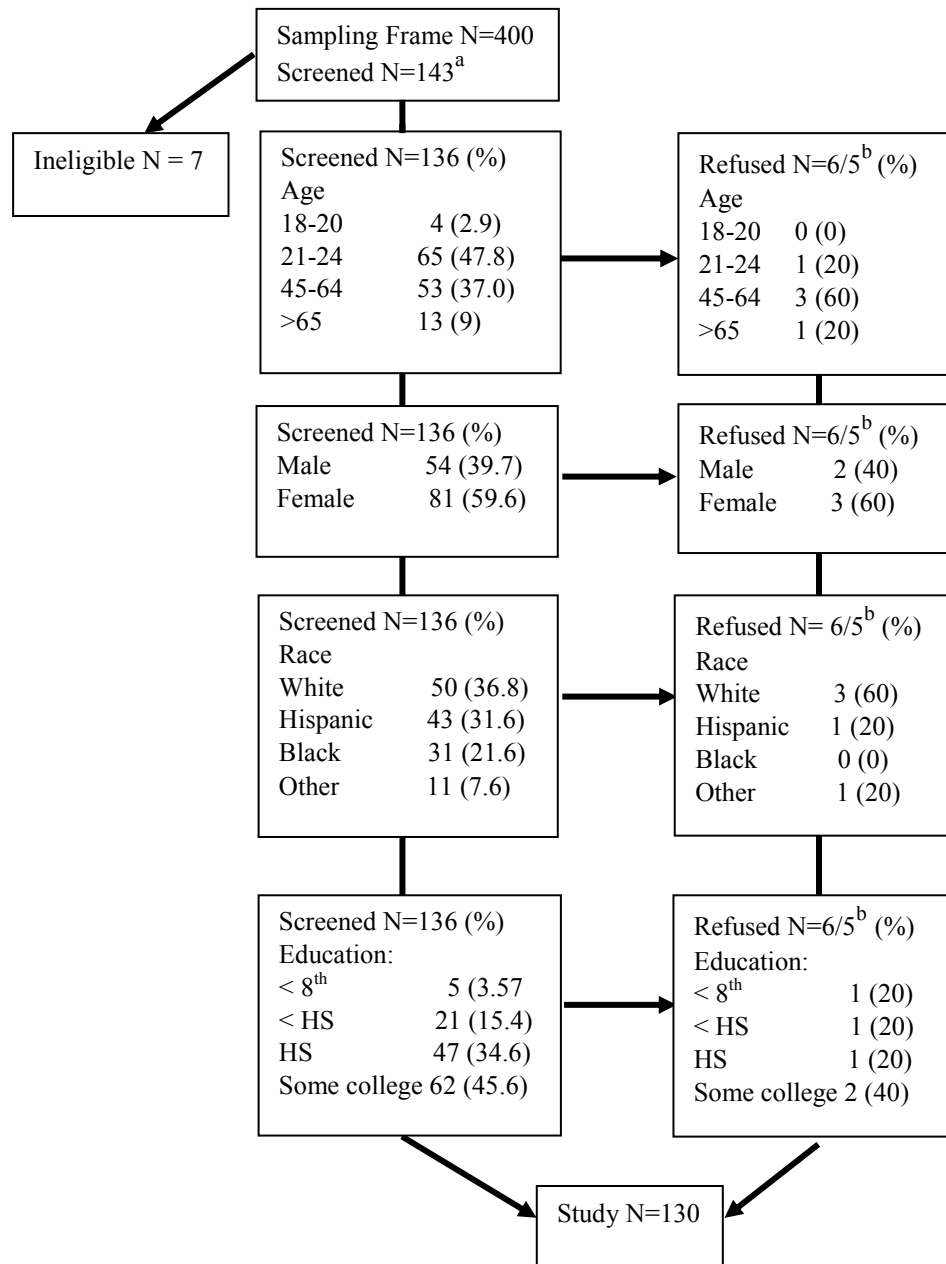 Sampling Frame N=400
Screened N=143a
Ineligible N = 7
Screened N=136 (%)
Age
18-20 4 (2.9)
21-24 65 (47.8)
45-64 53 (37.0)
>65 13 (9)
Refused N=6/5b (%)
Age
18-20 0 (0)
21-24 1 (20)
45-64 3 (60)
>65 1 (20)
Screened N=136 (%)
Male 54 (39.7)
Female 81 (59.6)
Refused N=6/5b (%)
Male 2 (40)
Female 3 (60)
Screened N=136 (%)
Race
White 50 (36.8)
Hispanic 43 (31.6)
Black 31 (21.6)
Other 11 (7.6)
Refused N= 6/5b (%)
Race
White 3 (60)
Hispanic 1 (20)
Black 0 (0)
Other 1 (20)
Screened N=136 (%)
Education:
< 8th 5 (3.57
< HS 21 (15.4)
HS 47 (34.6)
Some college 62 (45.6)
Refused N=6/5b (%)
Education:
< 8th 1 (20)
< HS 1 (20)
HS 1 (20)
Some college 2 (40)
Study N=130